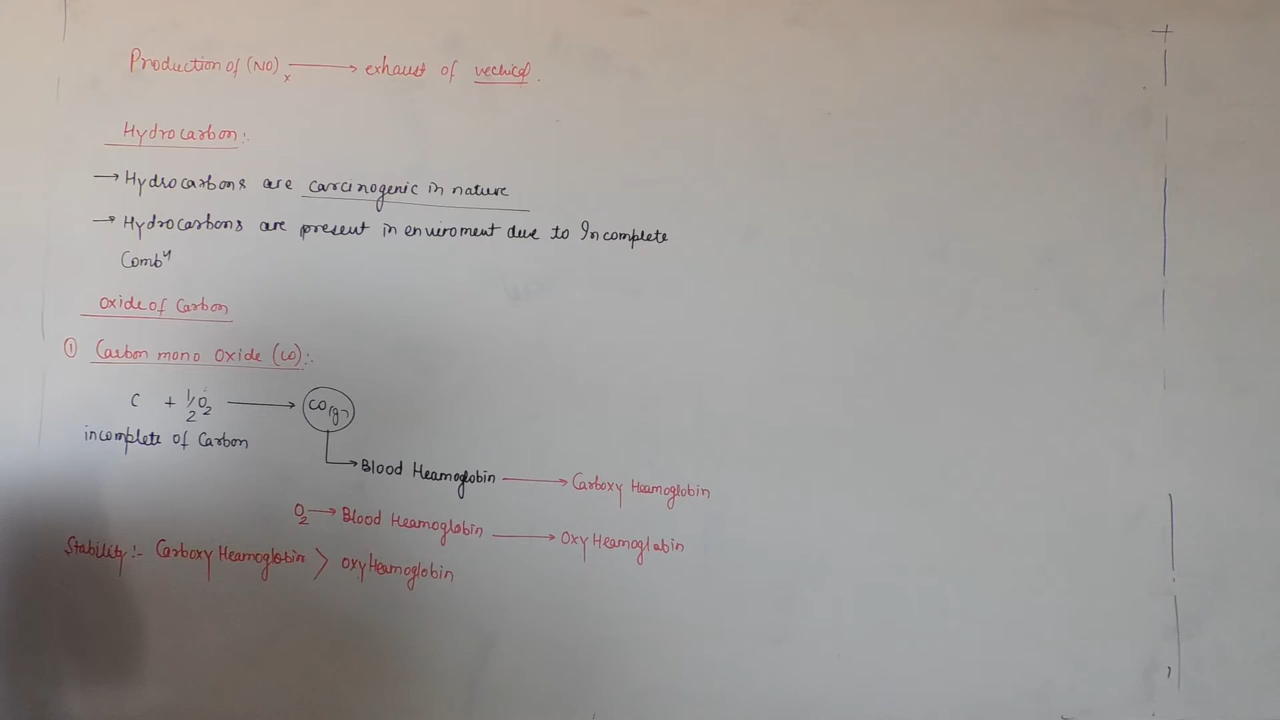 Production of (NO)x ⟶ exhaust of vechicl.
Hydrocarbon:-
→ Hydrocarbons are carcinogenic in nature
→ Hydrocarbons are present in enviroment due to Incomplete
Combⁿ
Oxide of Carbon
① Carbon mono Oxide (CO):-
C + 1/2 O₂ ⟶ CO(g)
incomplete of Carbon
→ Blood Heamoglobin ⟶ Carboxy Heamoglobin
O₂ → Blood Heamoglobin ⟶ Oxy Heamoglobin
Stability:- Carboxy Heamoglobin > oxy Heamoglobin